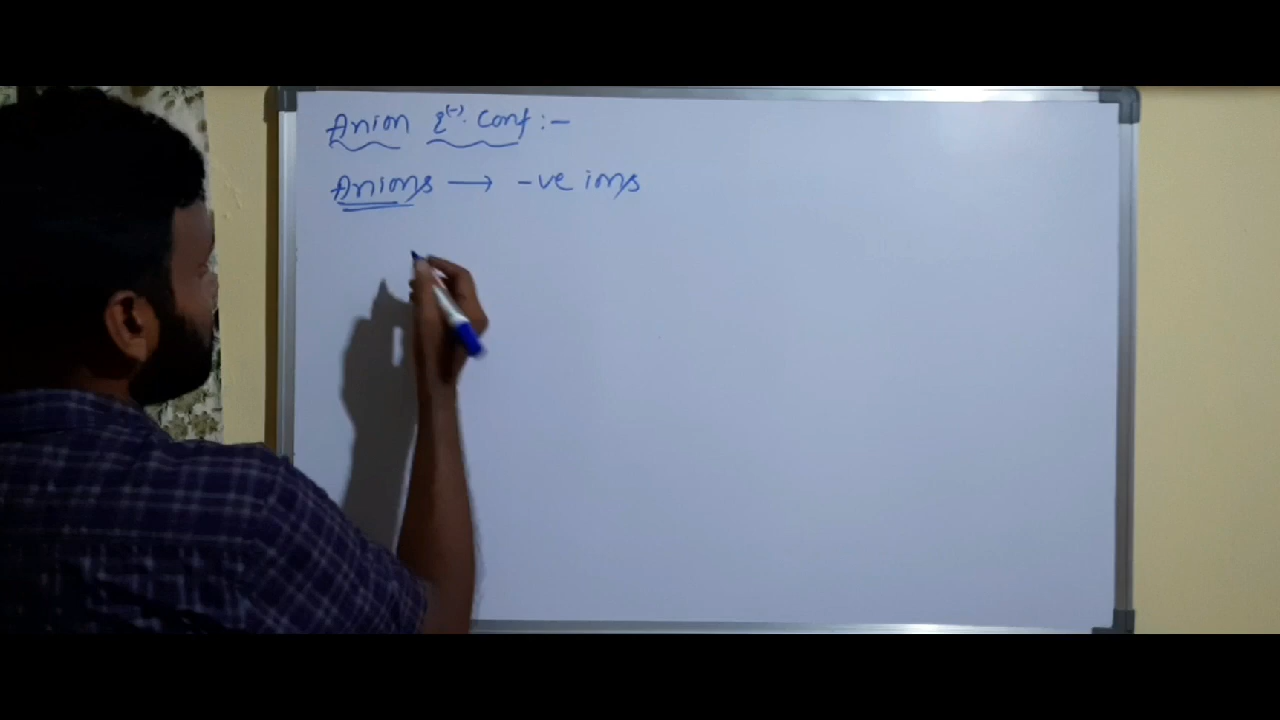 Anion e(-). Conf :-
Anions → -ve ions